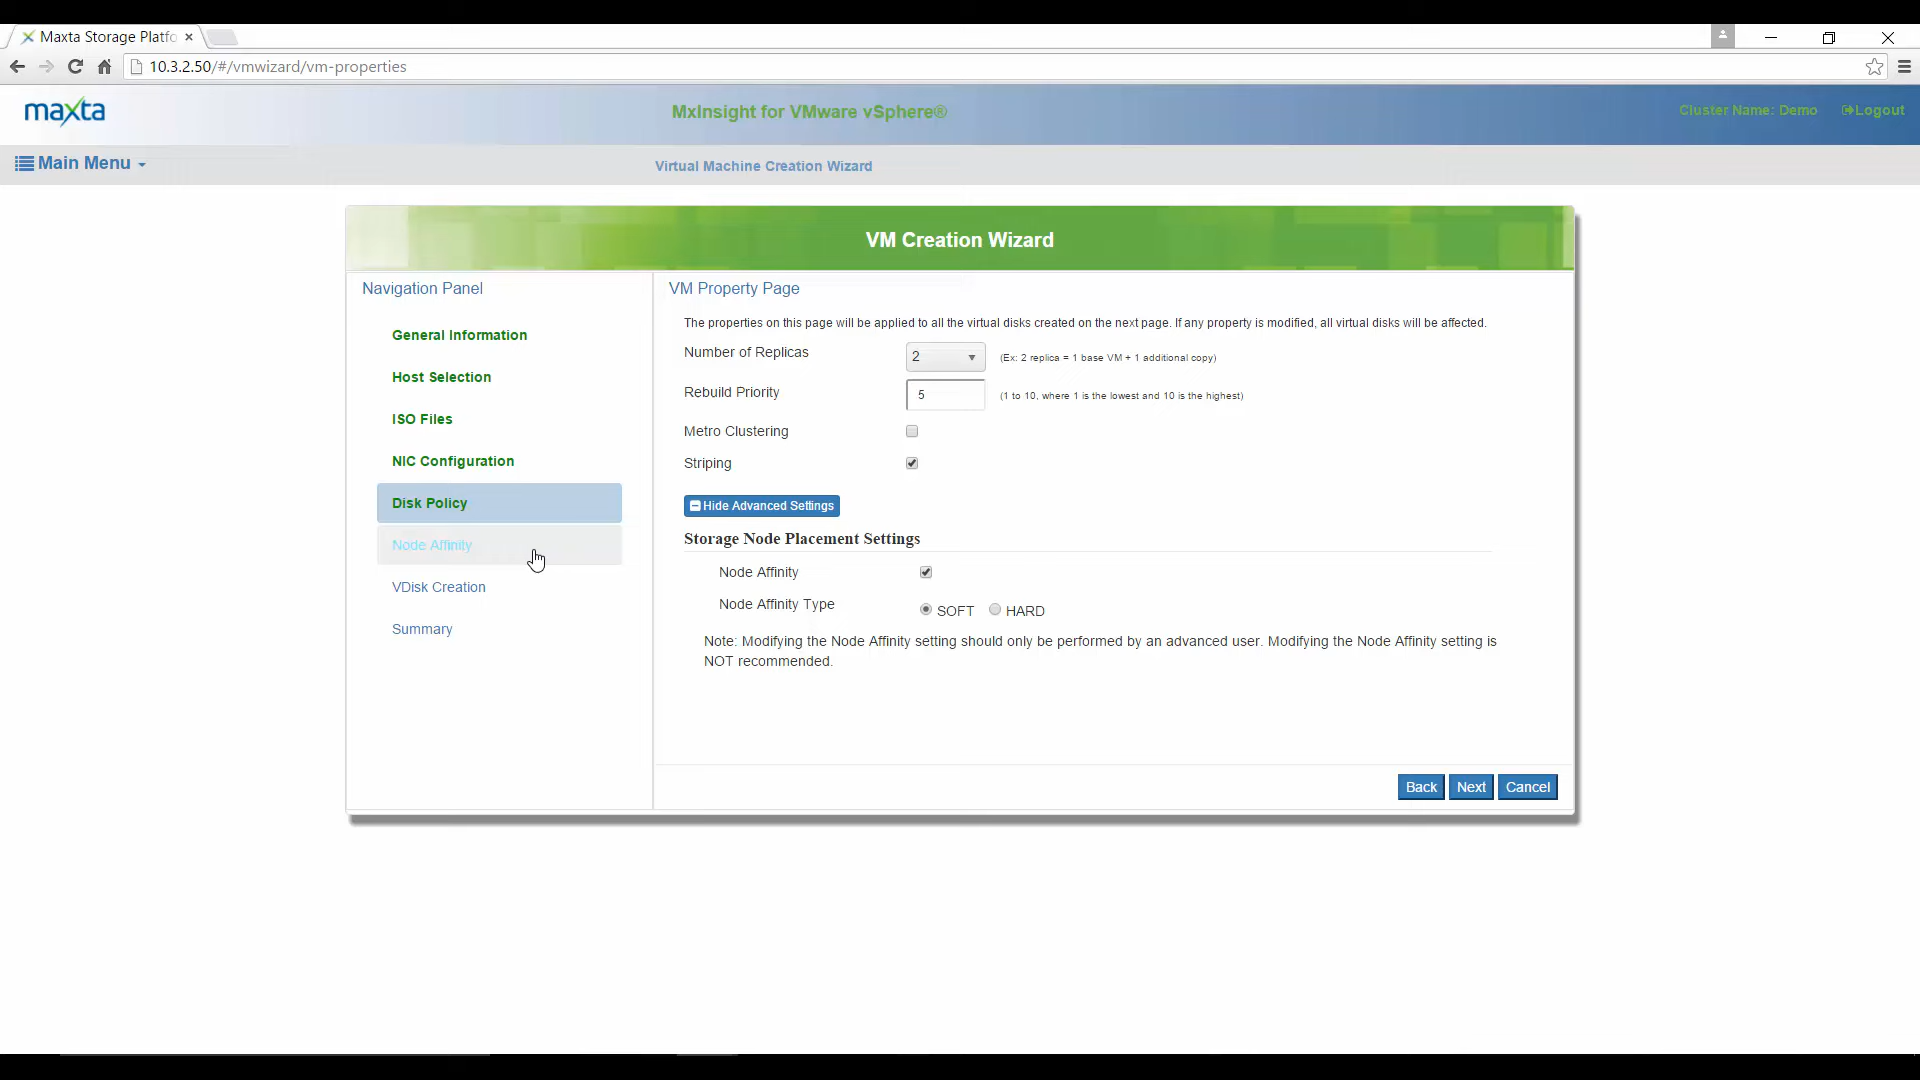 Maxta Storage Platfo
10.3.2.50/#/vmwizard/vm-properties
maxta
MxInsight for VMware vSphere®
Cluster Name: Demo
Logout
Main Menu
Virtual Machine Creation Wizard
VM Creation Wizard
Navigation Panel
General Information
Host Selection
ISO Files
NIC Configuration
Disk Policy
Node Affinity
VDisk Creation
Summary
VM Property Page
The properties on this page will be applied to all the virtual disks created on the next page. If any property is modified, all virtual disks will be affected.
Number of Replicas
2
(Ex: 2 replica = 1 base VM + 1 additional copy)
Rebuild Priority
5
(1 to 10, where 1 is the lowest and 10 is the highest)
Metro Clustering
Striping
Hide Advanced Settings
Storage Node Placement Settings
Node Affinity
Node Affinity Type
SOFT
HARD
Note: Modifying the Node Affinity setting should only be performed by an advanced user. Modifying the Node Affinity setting is
NOT recommended.
Back
Next
Cancel